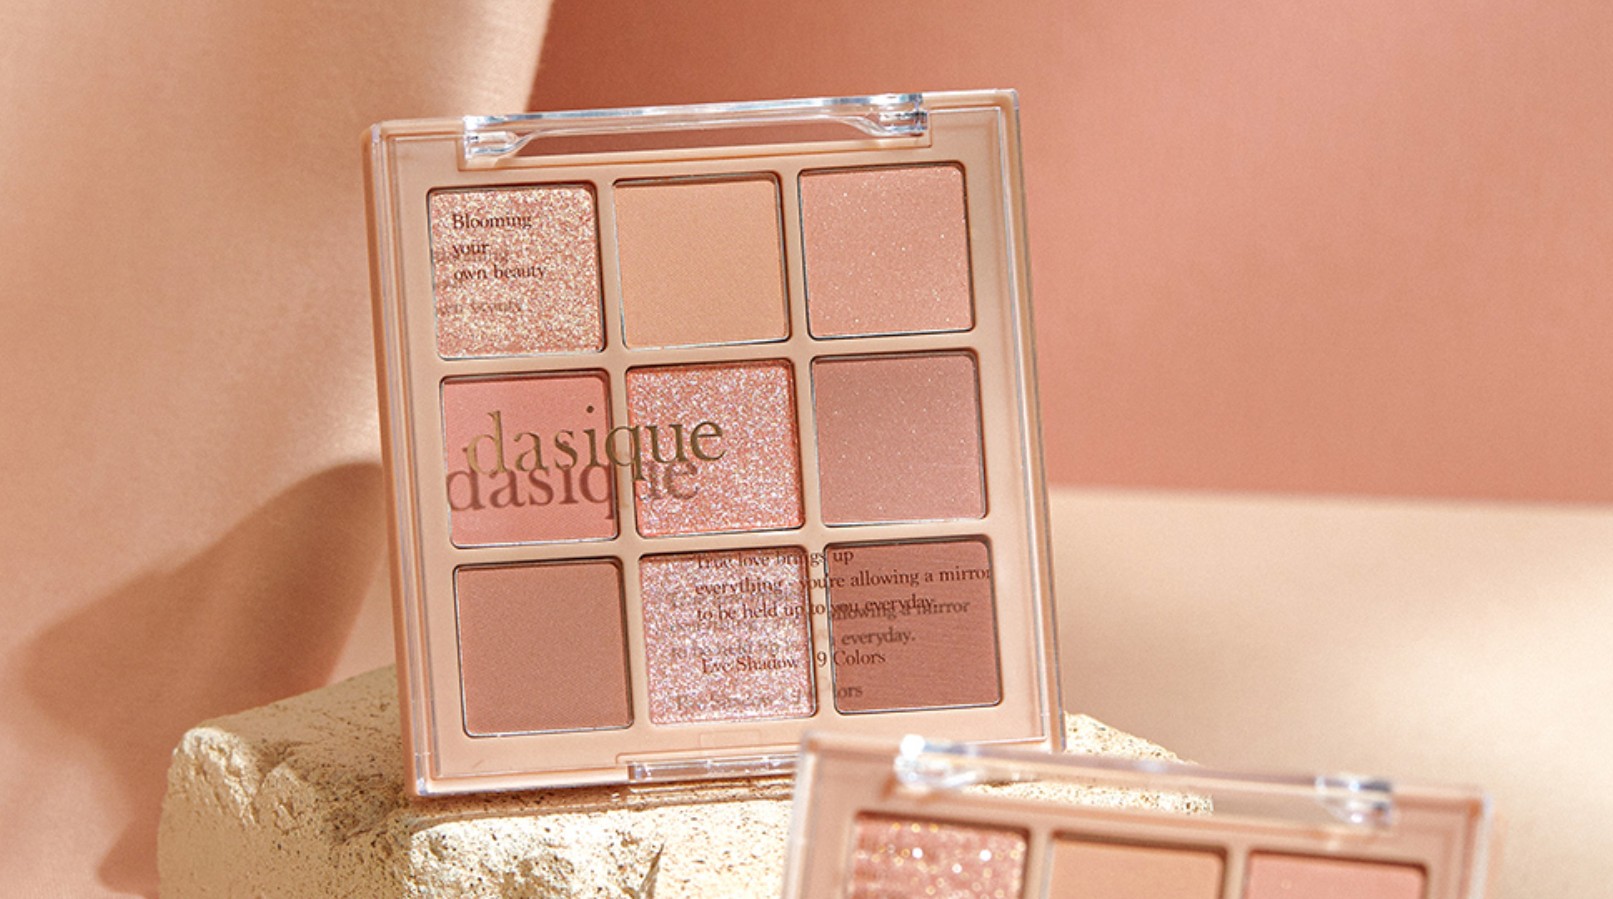 Blooming
your
own beauty
dasique
True love brings up
everything - you're allowing a mirror
to be held up to you everyday.
Eye Shadow 9 Colors